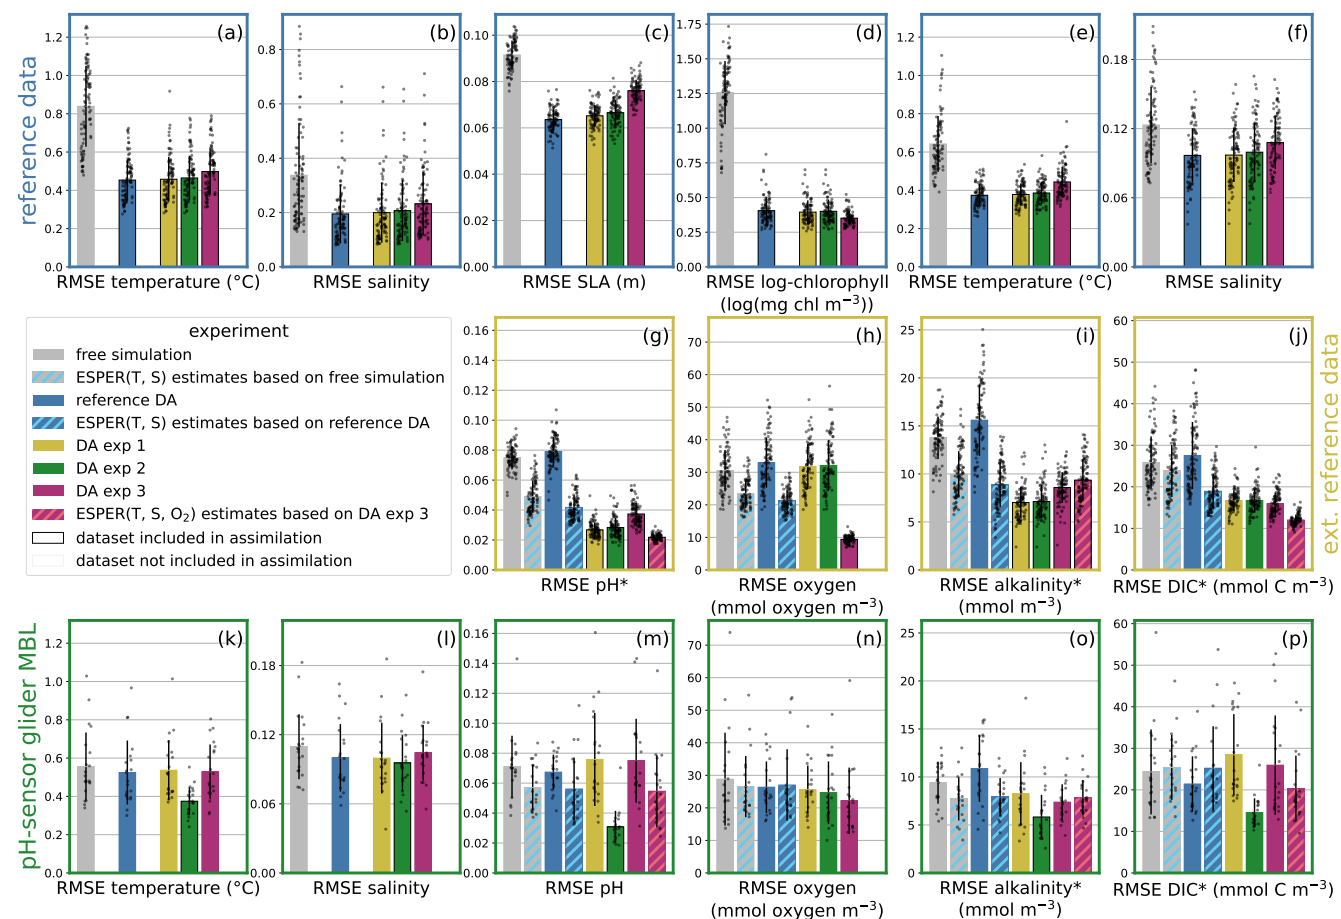 reference data
(a)
(b)
(c)
(d)
(e)
(f)
1.2
1.0
0.8
0.6
0.4
0.2
0.0
0.8
0.6
0.4
0.2
0.0
0.10
0.08
0.06
0.04
0.02
0.00
1.75
1.50
1.25
1.00
0.75
0.50
0.25
0.00
1.2
1.0
0.8
0.6
0.4
0.2
0.0
0.18
0.12
0.06
0.00
RMSE temperature (°C)
RMSE salinity
RMSE SLA (m)
RMSE log-chlorophyll
(log(mg chl m⁻³))
RMSE temperature (°C)
RMSE salinity
experiment
free simulation
ESPER(T, S) estimates based on free simulation
reference DA
ESPER(T, S) estimates based on reference DA
DA exp 1
DA exp 2
DA exp 3
ESPER(T, S, O₂) estimates based on DA exp 3
dataset included in assimilation
dataset not included in assimilation
(g)
(h)
(i)
(j)
0.16
0.14
0.12
0.10
0.08
0.06
0.04
0.02
0.00
70
60
50
40
30
20
10
0
25
20
15
10
5
0
60
50
40
30
20
10
0
RMSE pH*
RMSE oxygen
(mmol oxygen m⁻³)
RMSE alkalinity*
(mmol m⁻³)
RMSE DIC* (mmol C m⁻³)
ext. reference data
pH-sensor glider MBL
(k)
(l)
(m)
(n)
(o)
(p)
1.2
1.0
0.8
0.6
0.4
0.2
0.0
0.18
0.12
0.06
0.00
0.16
0.14
0.12
0.10
0.08
0.06
0.04
0.02
0.00
70
60
50
40
30
20
10
0
25
20
15
10
5
0
60
50
40
30
20
10
0
RMSE temperature (°C)
RMSE salinity
RMSE pH
RMSE oxygen
(mmol oxygen m⁻³)
RMSE alkalinity*
(mmol m⁻³)
RMSE DIC* (mmol C m⁻³)